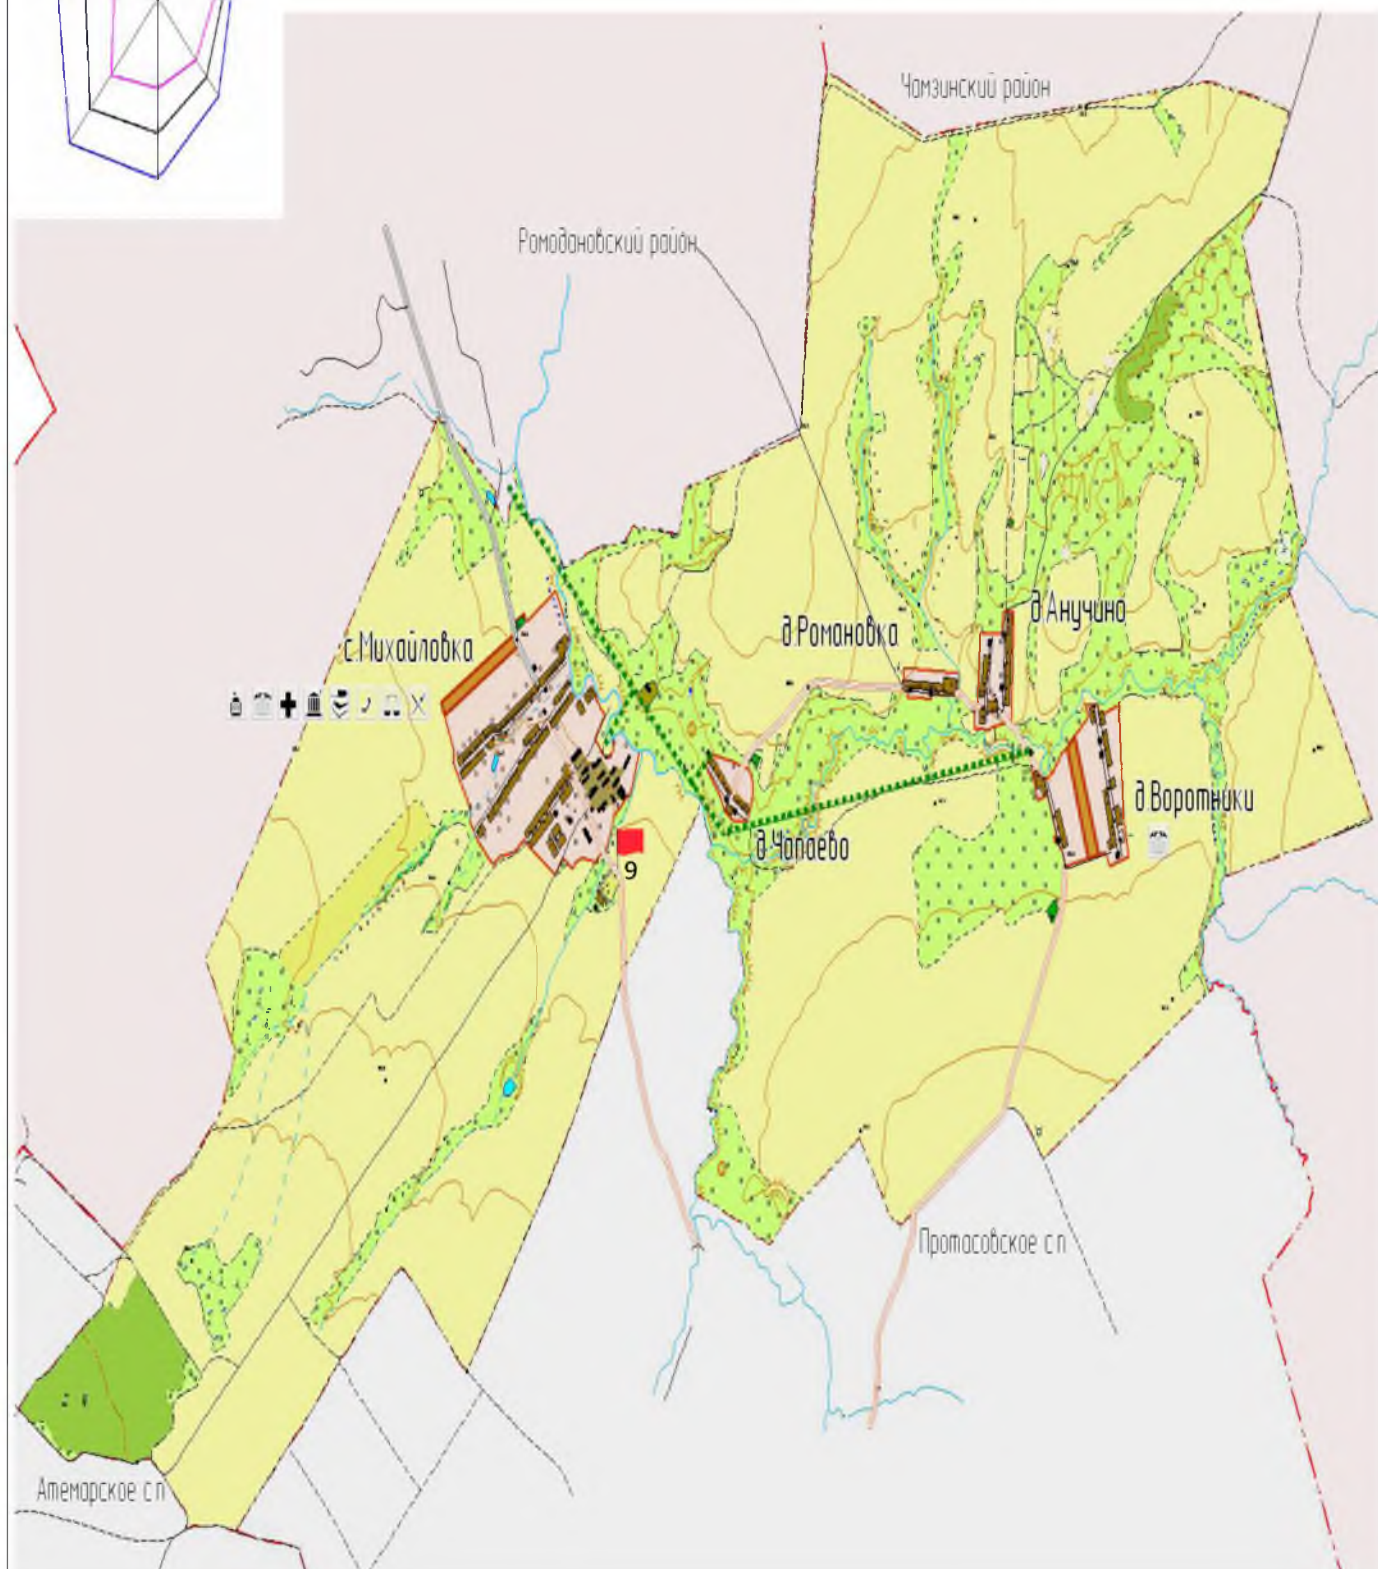 Чамзинский район
Ромодановский район
д.Анучино
д.Романовка
с.Михайловка
д.Воротники
д.Чапаево
9
Протасовское с п
Атемарское с п